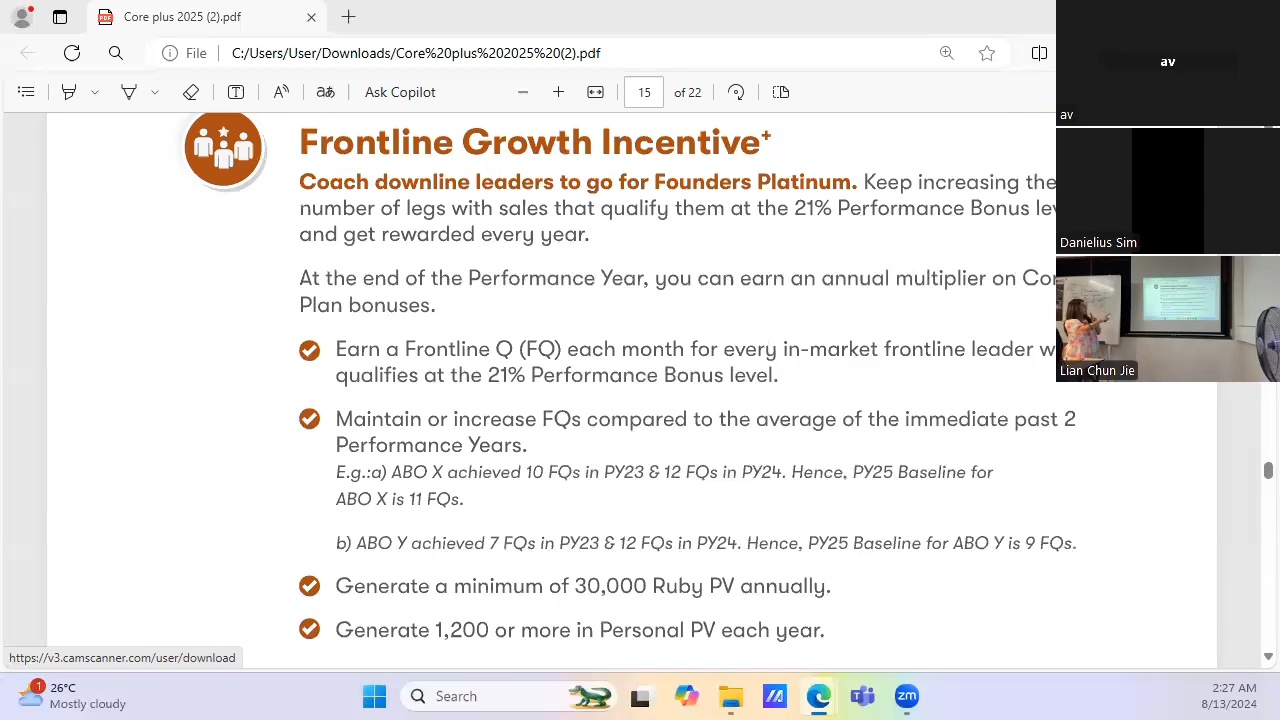 Core plus 2025 (2).pdf
File
C:/Users/User/Downloads/Core%20plus%202025%20(2).pdf
Ask Copilot
15 of 22
Frontline Growth Incentive+
Coach downline leaders to go for Founders Platinum. Keep increasing the
number of legs with sales that qualify them at the 21% Performance Bonus
and get rewarded every year.
At the end of the Performance Year, you can earn an annual multiplier on
Plan bonuses.
Earn a Frontline Q (FQ) each month for every in-market frontline leader
qualifies at the 21% Performance Bonus level.
Maintain or increase FQs compared to the average of the immediate past 2
Performance Years.
E.g.:a) ABO X achieved 10 FQs in PY23 & 12 FQs in PY24. Hence, PY25 Baseline for
ABO X is 11 FQs.
b) ABO Y achieved 7 FQs in PY23 & 12 FQs in PY24. Hence, PY25 Baseline for ABO Y is 9 FQs.
Generate a minimum of 30,000 Ruby PV annually.
Generate 1,200 or more in Personal PV each year.
https://v3.camscanner.com/user/download
av
av
Danielius Sim
Lian Chun Jie
1
26°C
Mostly cloudy
Search
zm
2:27 AM
8/13/2024